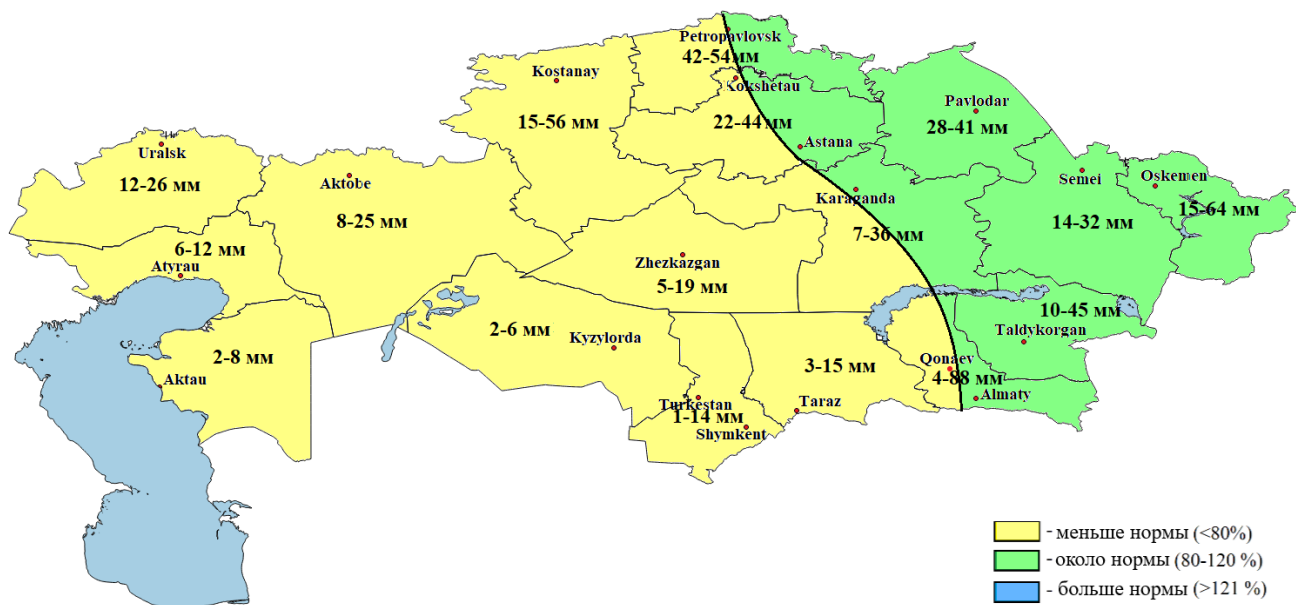 Petropavlovsk
42-54мм
Kostanay
Kokshetau
15-56 мм
22-44 мм
Pavlodar
28-41 мм
Uralsk
Astana
12-26 мм
Aktobe
Semei
Oskemen
8-25 мм
Karaganda
14-32 мм
15-64 мм
7-36 мм
6-12 мм
Atyrau
Zhezkazgan
5-19 мм
10-45 мм
2-6 мм
Kyzylorda
Taldykorgan
2-8 мм
3-15 мм
Qonaev
4-88 мм
Aktau
Turkestan
1-14 мм
Taraz
Almaty
Shymkent
- меньше нормы (<80%)
- около нормы (80-120 %)
- больше нормы (>121 %)